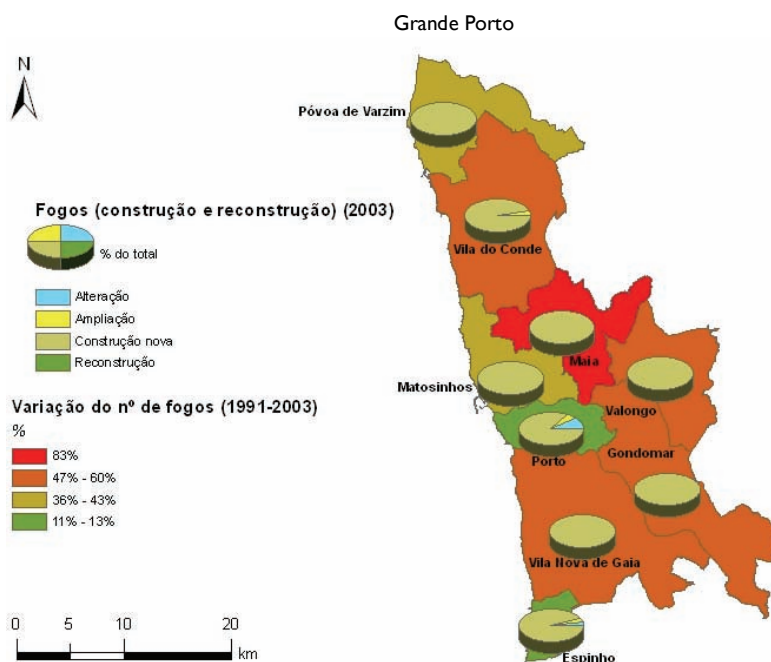 Grande Porto
N
Póvoa de Varzim
Fogos (construção e reconstrução) (2003)
% do total
Alteração
Ampliação
Construção nova
Reconstrução
Variação do nº de fogos (1991-2003)
%
83%
47% - 60%
36% - 43%
11% - 13%
Vila do Conde
Maia
Matosinhos
Valongo
Porto
Gondomar
Vila Nova de Gaia
Espinho
0 5 10 20
km